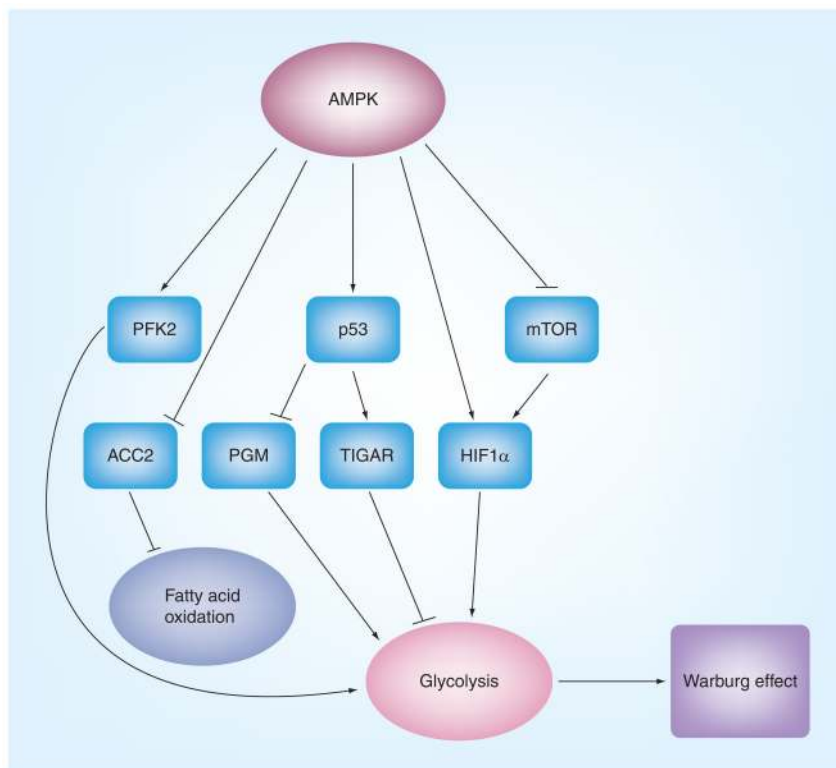 AMPK
PFK2
p53
mTOR
ACC2
PGM
TIGAR
HIF1α
Fatty acid
oxidation
Glycolysis
Warburg effect